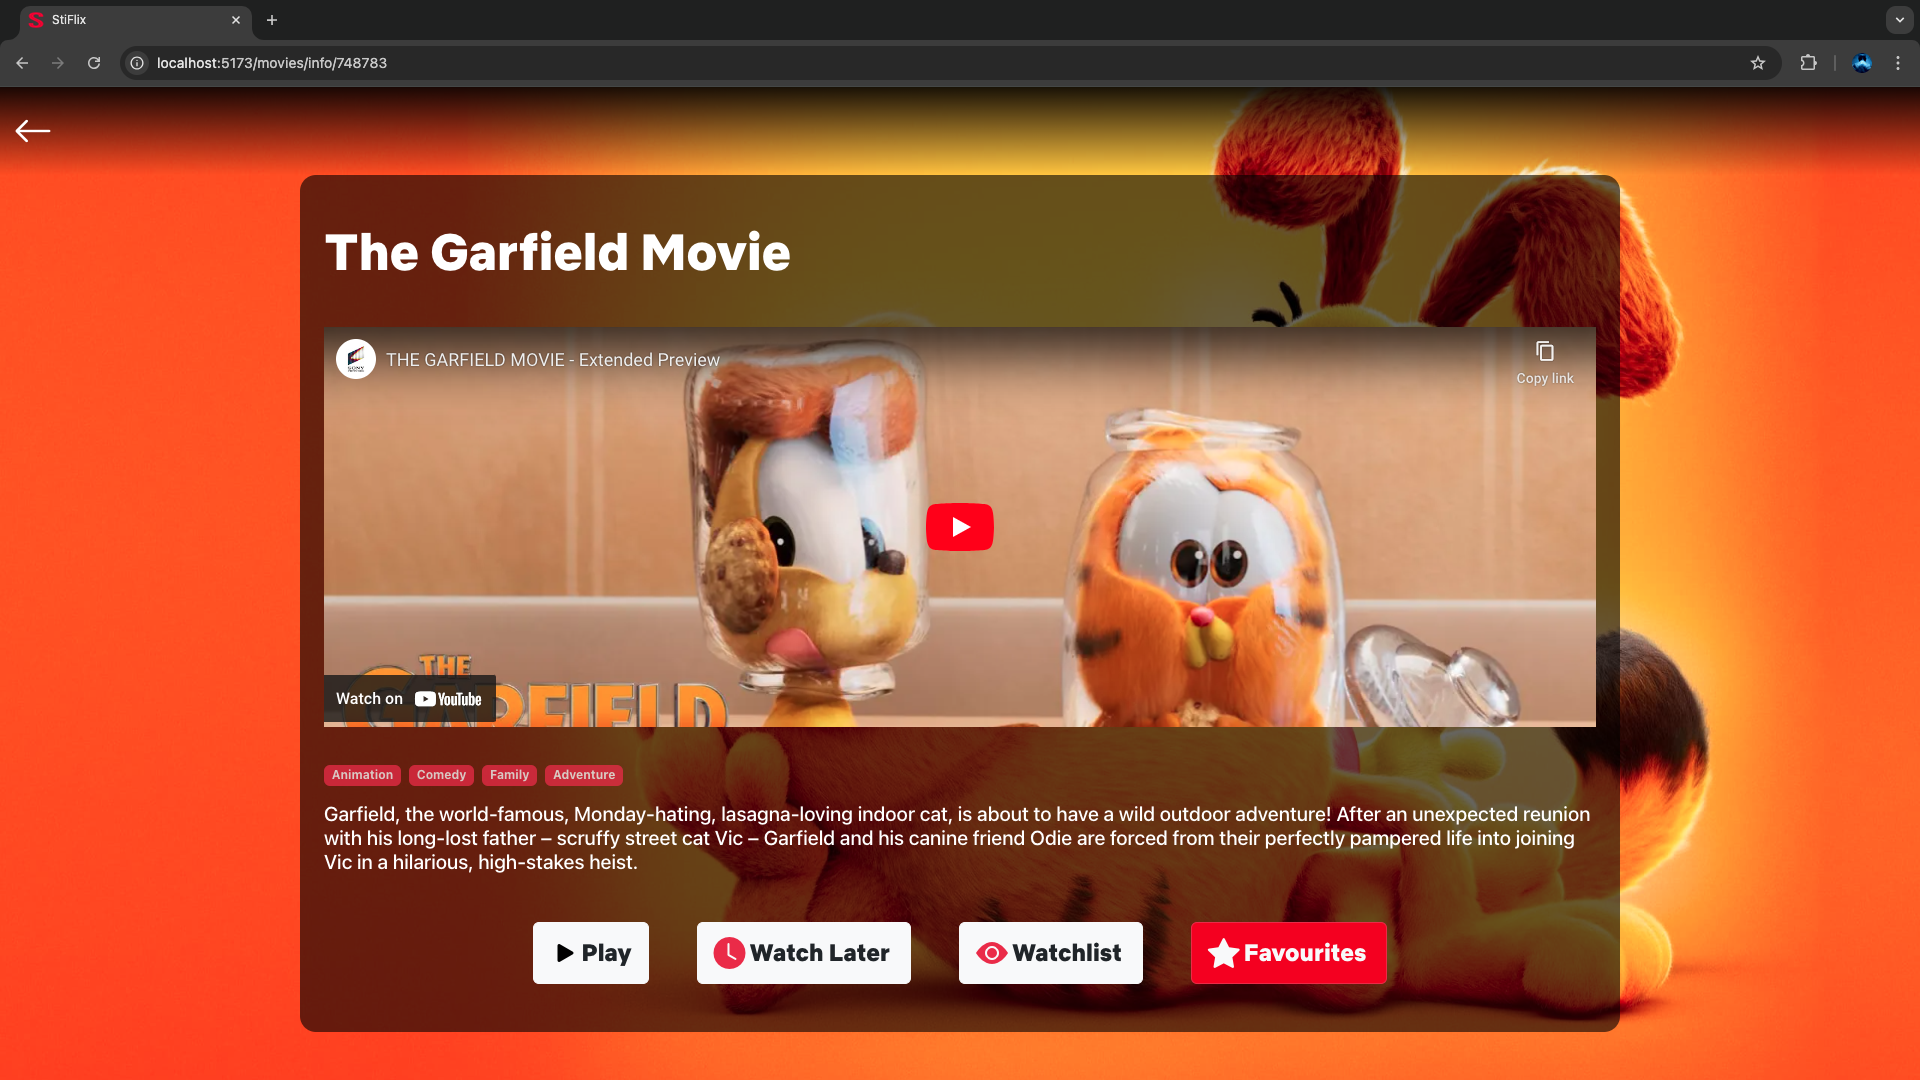 StiFlix
localhost:5173/movies/info/748783
The Garfield Movie
SONY
THE GARFIELD MOVIE - Extended Preview
Copy link
THE
GARFIELD
Watch on YouTube
Animation Comedy Family Adventure
Garfield, the world-famous, Monday-hating, lasagna-loving indoor cat, is about to have a wild outdoor adventure! After an unexpected reunion
with his long-lost father – scruffy street cat Vic – Garfield and his canine friend Odie are forced from their perfectly pampered life into joining
Vic in a hilarious, high-stakes heist.
Play Watch Later Watchlist Favourites